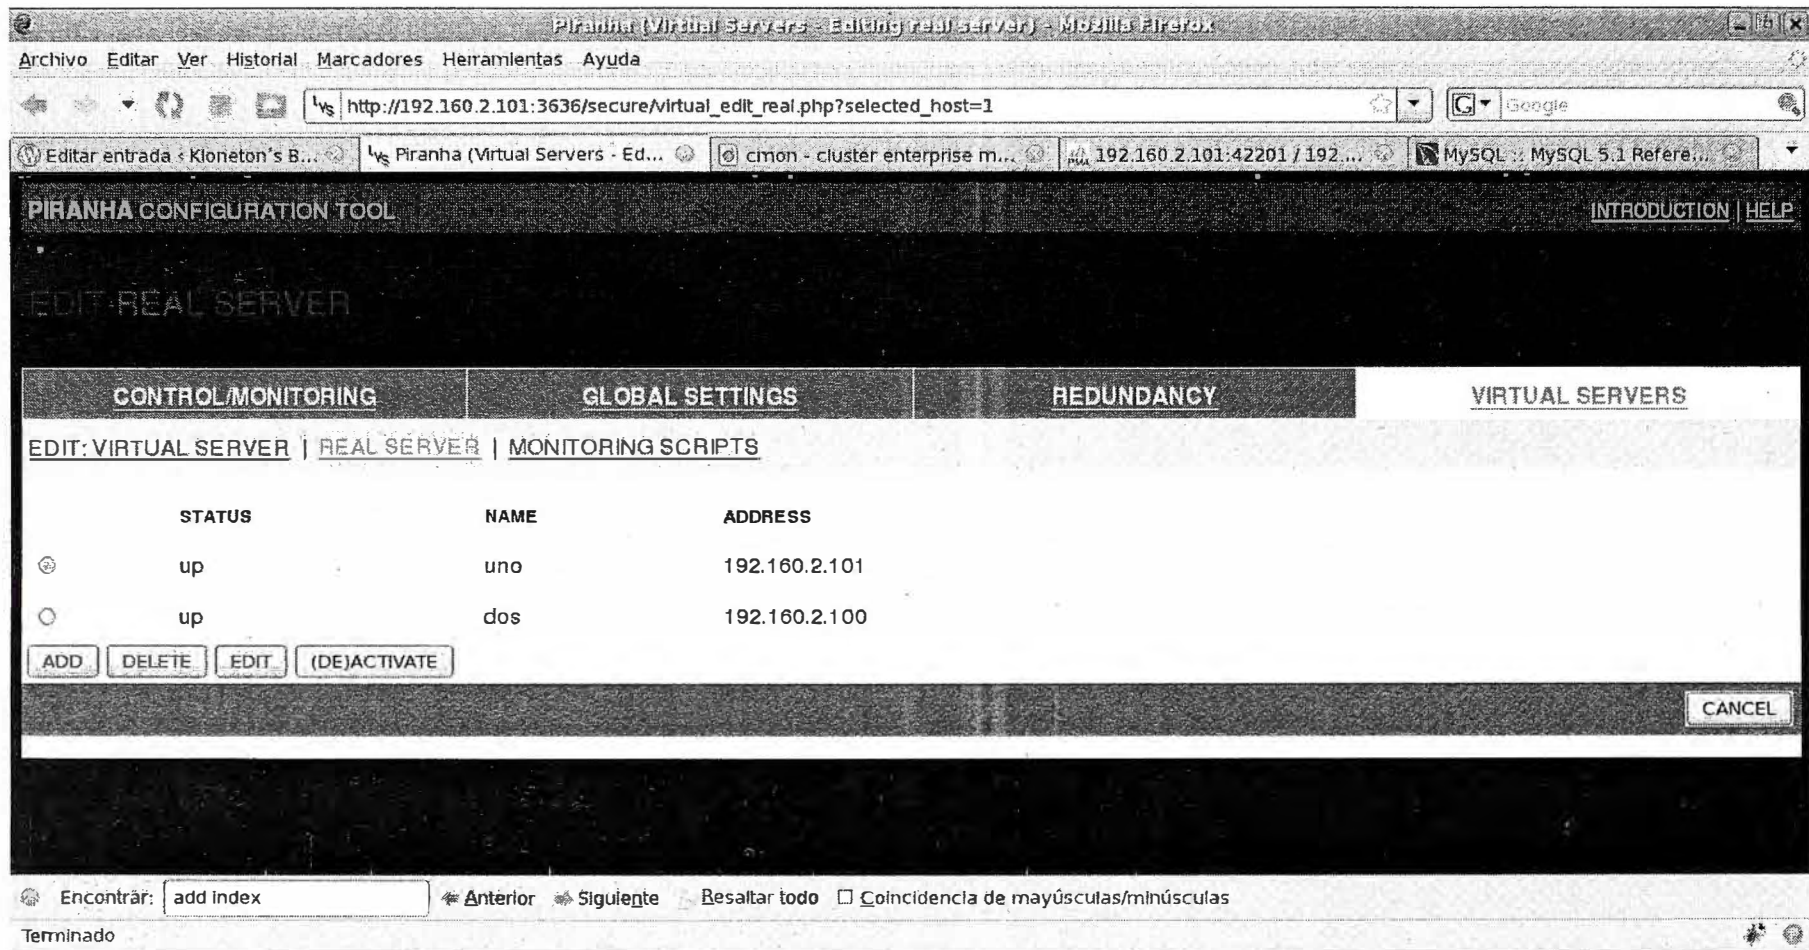 Piranha (Virtual Servers - Editing real server) - Mozilla Firefox
Archivo Editar Ver Historial Marcadores Herramientas Ayuda
http://192.160.2.101:3636/secure/virtual_edit_real.php?selected_host=1
G Google
Editar entrada ‹ Kloneton's B... Piranha (Virtual Servers - Ed... cmon - cluster enterprise m... 192.160.2.101:42201 / 192 ... MySQL :: MySQL 5.1 Refere...
PIRANHA CONFIGURATION TOOL INTRODUCTION | HELP
EDIT REAL SERVER
CONTROL/MONITORING GLOBAL SETTINGS REDUNDANCY VIRTUAL SERVERS
EDIT: VIRTUAL SERVER | REAL SERVER | MONITORING SCRIPTS
STATUS NAME ADDRESS
up uno 192.160.2.101
up dos 192.160.2.100
ADD DELETE EDIT (DE)ACTIVATE
CANCEL
Encontrar: add index Anterior Siguiente Resaltar todo Coincidencia de mayúsculas/minúsculas
Terminado